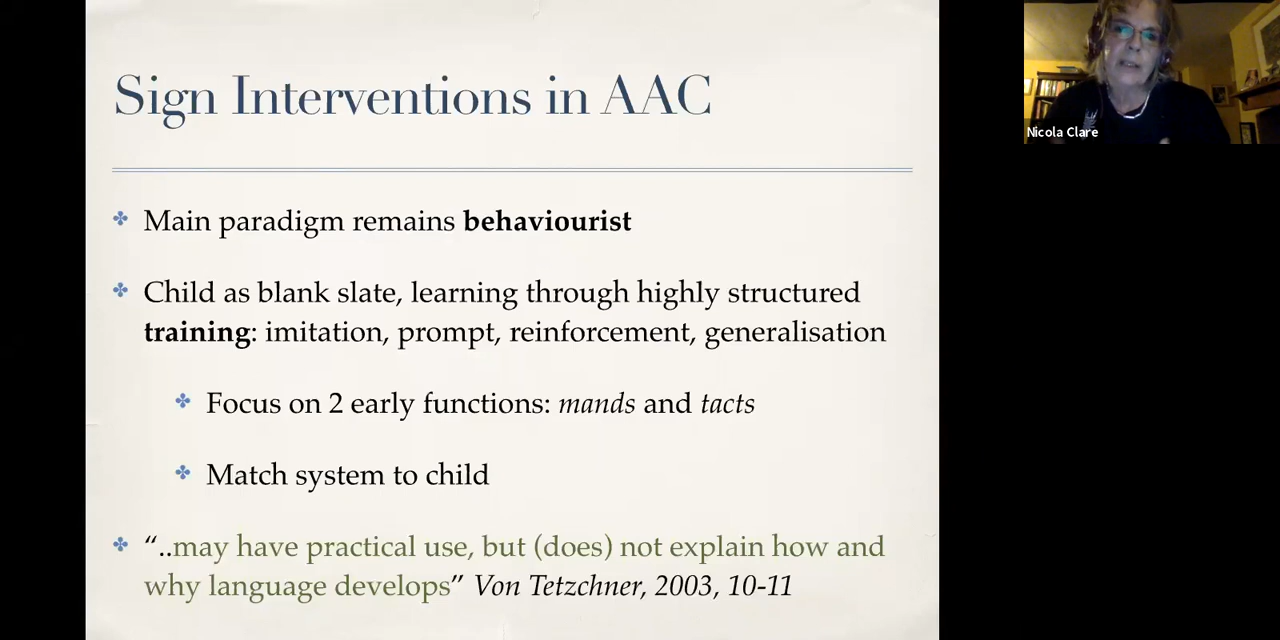 Sign Interventions in AAC
Nicola Clare
Main paradigm remains behaviourist
Child as blank slate, learning through highly structured
training: imitation, prompt, reinforcement, generalisation
Focus on 2 early functions: mands and tacts
Match system to child
“..may have practical use, but (does) not explain how and
why language develops” Von Tetzchner, 2003, 10-11